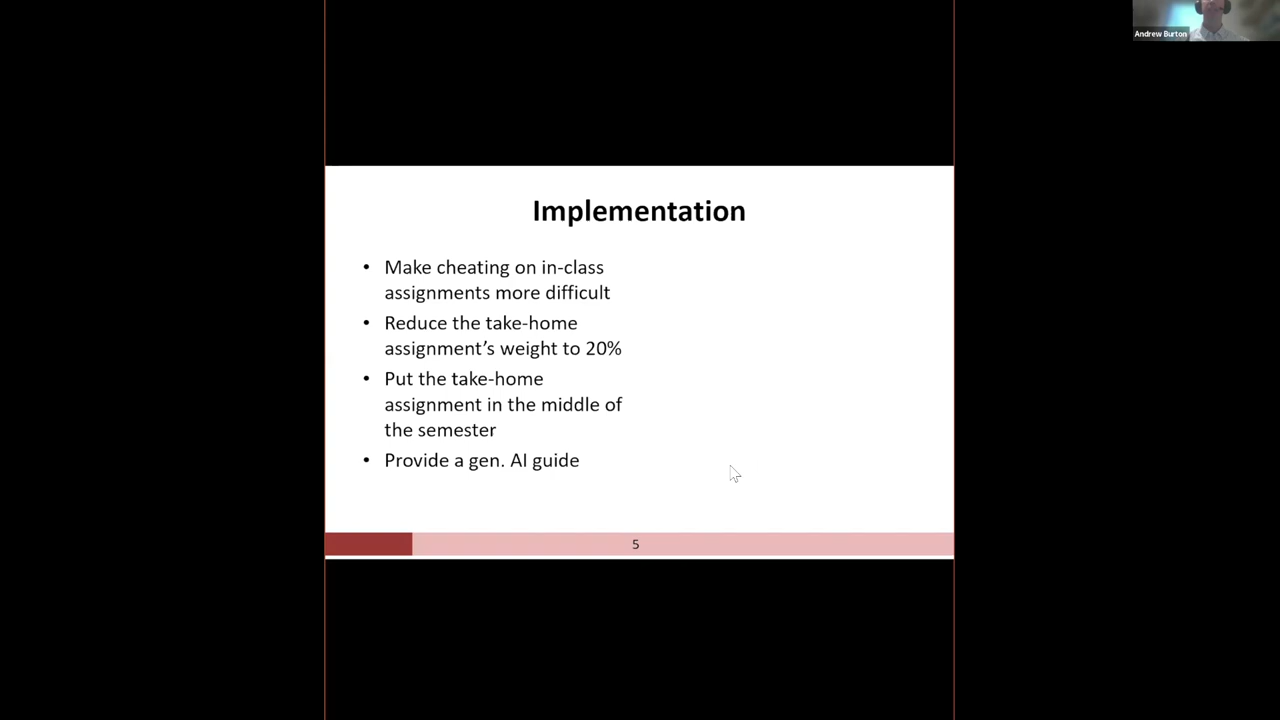 Andrew Burton
Implementation
• Make cheating on in-class
assignments more difficult
• Reduce the take-home
assignment’s weight to 20%
• Put the take-home
assignment in the middle of
the semester
• Provide a gen. AI guide
5